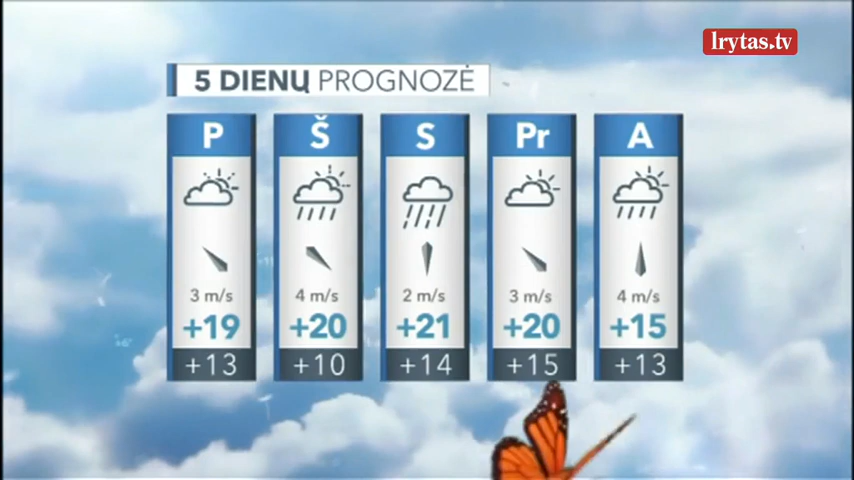 lrytas.tv
5 DIENŲ PROGNOZĖ
P Š S Pr A
3 m/s 4 m/s 2 m/s 3 m/s 4 m/s
+19 +20 +21 +20 +15
+13 +10 +14 +15 +13